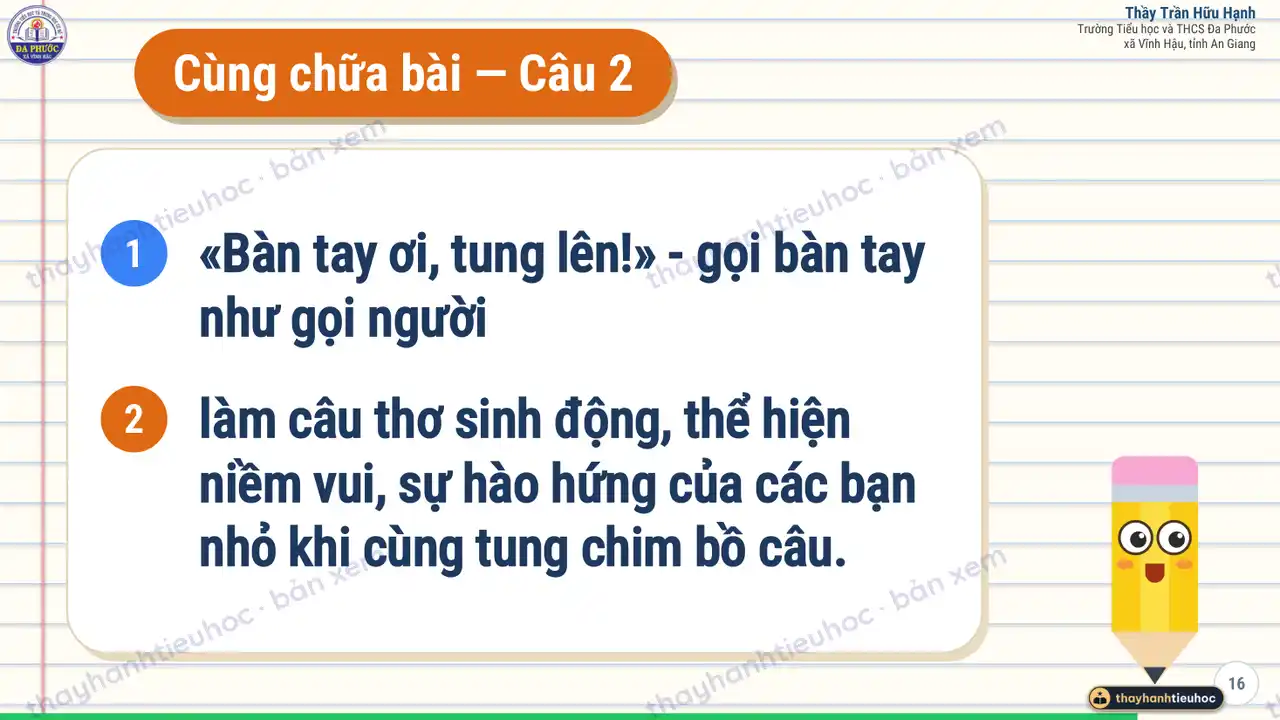 Thầy Trần Hữu Hạnh
Trường Tiểu học và THCS Đa Phước
xã Vĩnh Hậu, tỉnh An Giang
ĐA PHƯỚC
Cùng chữa bài – Câu 2
1
«Bàn tay ơi, tung lên!» - gọi bàn tay
như gọi người
2
làm câu thơ sinh động, thể hiện
niềm vui, sự hào hứng của các bạn
nhỏ khi cùng tung chim bồ câu.
thayhanhtieuhoc · bản xem
thayhanhtieuhoc · bản xem
thayhanhtieuhoc · bản xem
thayhanhtieuhoc · bản xem
thayhanhtieuhoc
16